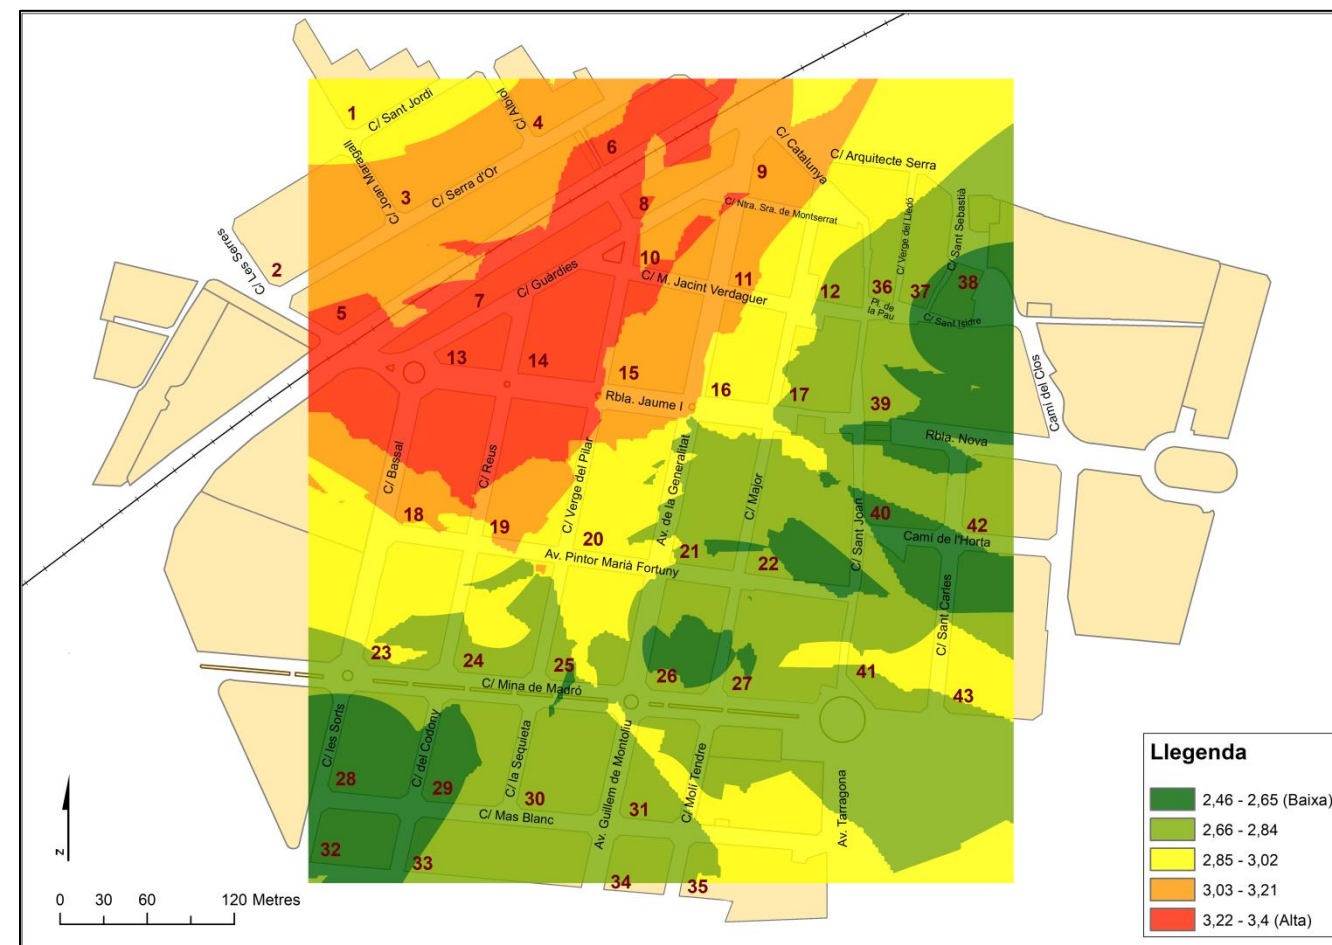 1
C/ Sant Jordi
C/ Albiol
4
6
C/ Joan Maragall
3
C/ Serra d'Or
9
C/ Catalunya
C/ Arquitecte Serra
8
C/ Ntra. Sra. de Montserrat
C/ Verge del Lledó
C/ Sant Sebastià
2
C/ Les Serres
10
11
C/ M. Jacint Verdaguer
C/ Guàrdies
7
5
12
36
Pl. de
la Pau
37
38
C/ Sant Isidre
13
14
15
16
17
39
Rbla. Jaume I
Rbla. Nova
Camí del Clos
C/ Bassal
C/ Reus
C/ Verge del Pilar
Av. de la Generalitat
C/ Major
C/ Sant Joan
18
19
20
21
22
40
42
Camí de l'Horta
Av. Pintor Marià Fortuny
C/ Sant Carles
23
24
25
26
27
41
43
C/ Mina de Madró
C/ les Sorts
C/ del Codony
C/ la Sequieta
Av. Guillem de Montoliu
C/ Molí Tendre
Av. Tarragona
28
29
30
31
C/ Mas Blanc
32
33
34
35
N
0 30 60 120 Metres
Llegenda
2,46 - 2,65 (Baixa)
2,66 - 2,84
2,85 - 3,02
3,03 - 3,21
3,22 - 3,4 (Alta)